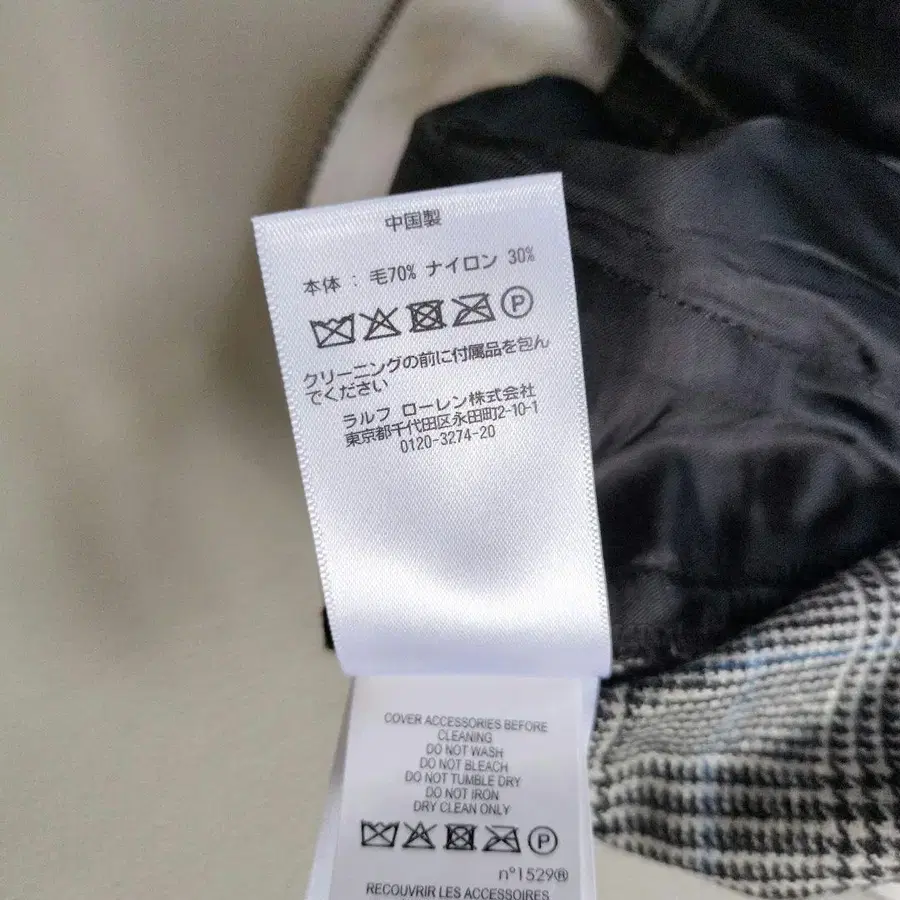 中国製
本体 : 毛70% ナイロン 30%
P
クリーニングの前に付属品を包ん
でください
ラルフ ローレン株式会社
東京都千代田区永田町2-10-1
0120-3274-20
COVER ACCESSORIES BEFORE
CLEANING
DO NOT WASH
DO NOT BLEACH
DO NOT TUMBLE DRY
DO NOT IRON
DRY CLEAN ONLY
P
n°1529®
RECOUVRIR LES ACCESSOIRES